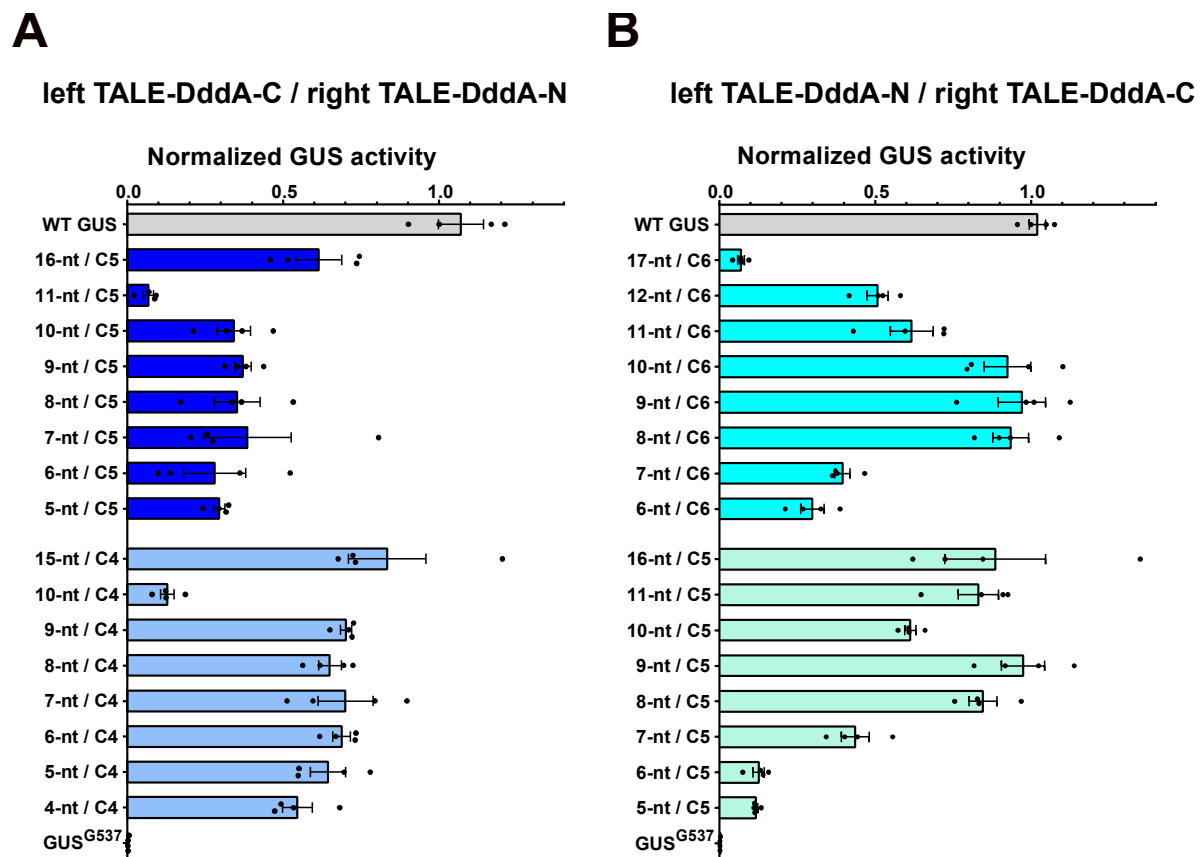 A
left TALE-DddA-C / right TALE-DddA-N
Normalized GUS activity
0.0 0.5 1.0
WT GUS
16-nt / C5
11-nt / C5
10-nt / C5
9-nt / C5
8-nt / C5
7-nt / C5
6-nt / C5
5-nt / C5
15-nt / C4
10-nt / C4
9-nt / C4
8-nt / C4
7-nt / C4
6-nt / C4
5-nt / C4
4-nt / C4
GUS^G537
B
left TALE-DddA-N / right TALE-DddA-C
Normalized GUS activity
0.0 0.5 1.0
WT GUS
17-nt / C6
12-nt / C6
11-nt / C6
10-nt / C6
9-nt / C6
8-nt / C6
7-nt / C6
6-nt / C6
16-nt / C5
11-nt / C5
10-nt / C5
9-nt / C5
8-nt / C5
7-nt / C5
6-nt / C5
5-nt / C5
GUS^G537